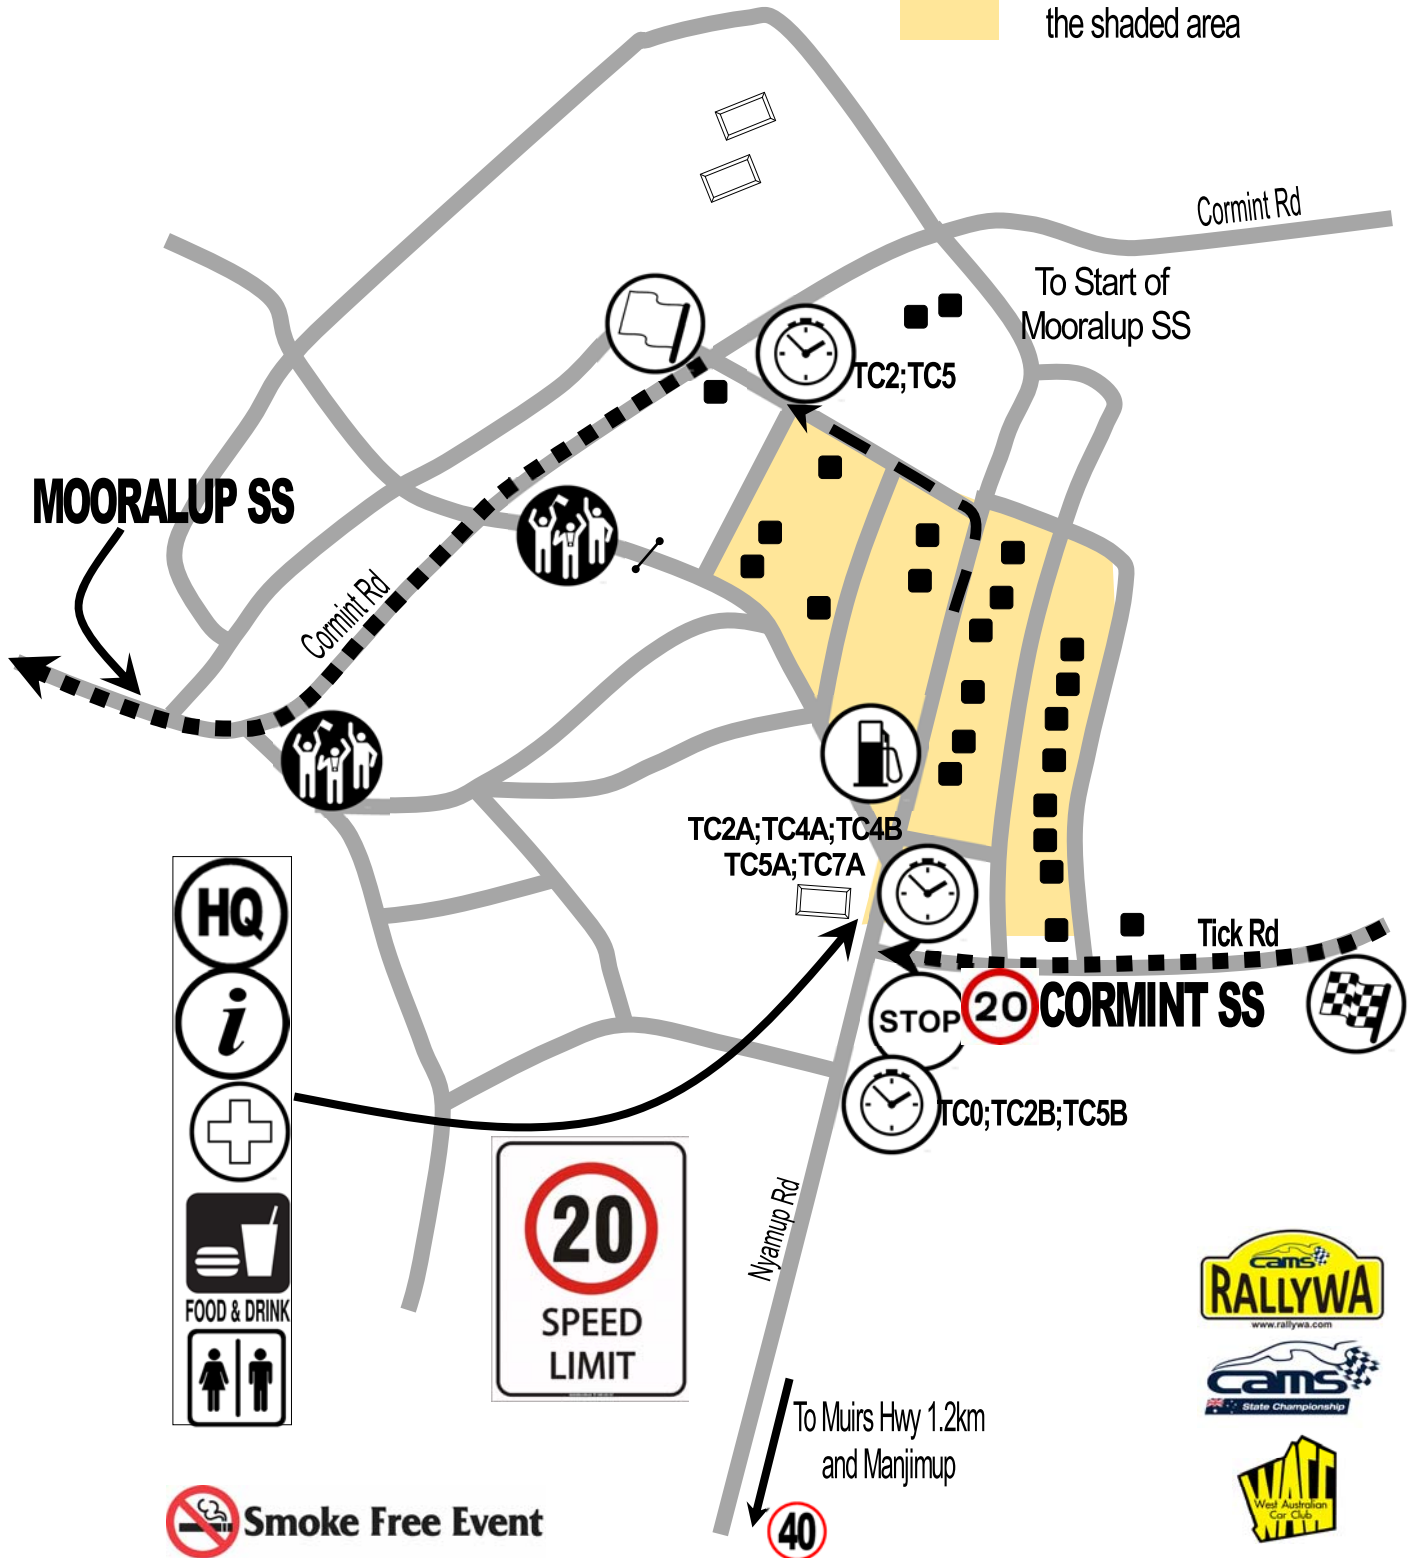 the shaded area
Cormint Rd
To Start of
Mooralup SS
TC2;TC5
MOORALUP SS
Cormint Rd
TC2A;TC4A;TC4B
TC5A;TC7A
HQ
i
Tick Rd
STOP
20
CORMINT SS
TC0;TC2B;TC5B
Nyamup Rd
20
SPEED
LIMIT
FOOD & DRINK
cams
RALLYWA
www.rallywa.com
cams
State Championship
To Muirs Hwy 1.2km
and Manjimup
40
WACC
West Australian
Car Club
Smoke Free Event